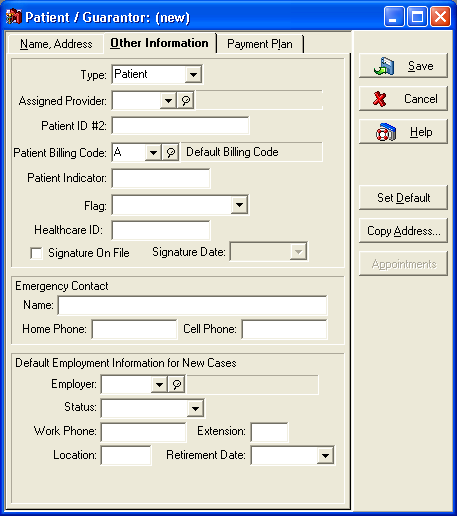 Patient / Guarantor: (new)
Name, Address
Other Information
Payment Plan
Type: Patient
Assigned Provider:
Patient ID #2:
Patient Billing Code: A Default Billing Code
Patient Indicator:
Flag:
Healthcare ID:
Signature On File Signature Date:
Emergency Contact
Name:
Home Phone: Cell Phone:
Default Employment Information for New Cases
Employer:
Status:
Work Phone: Extension:
Location: Retirement Date:
Save
Cancel
Help
Set Default
Copy Address...
Appointments